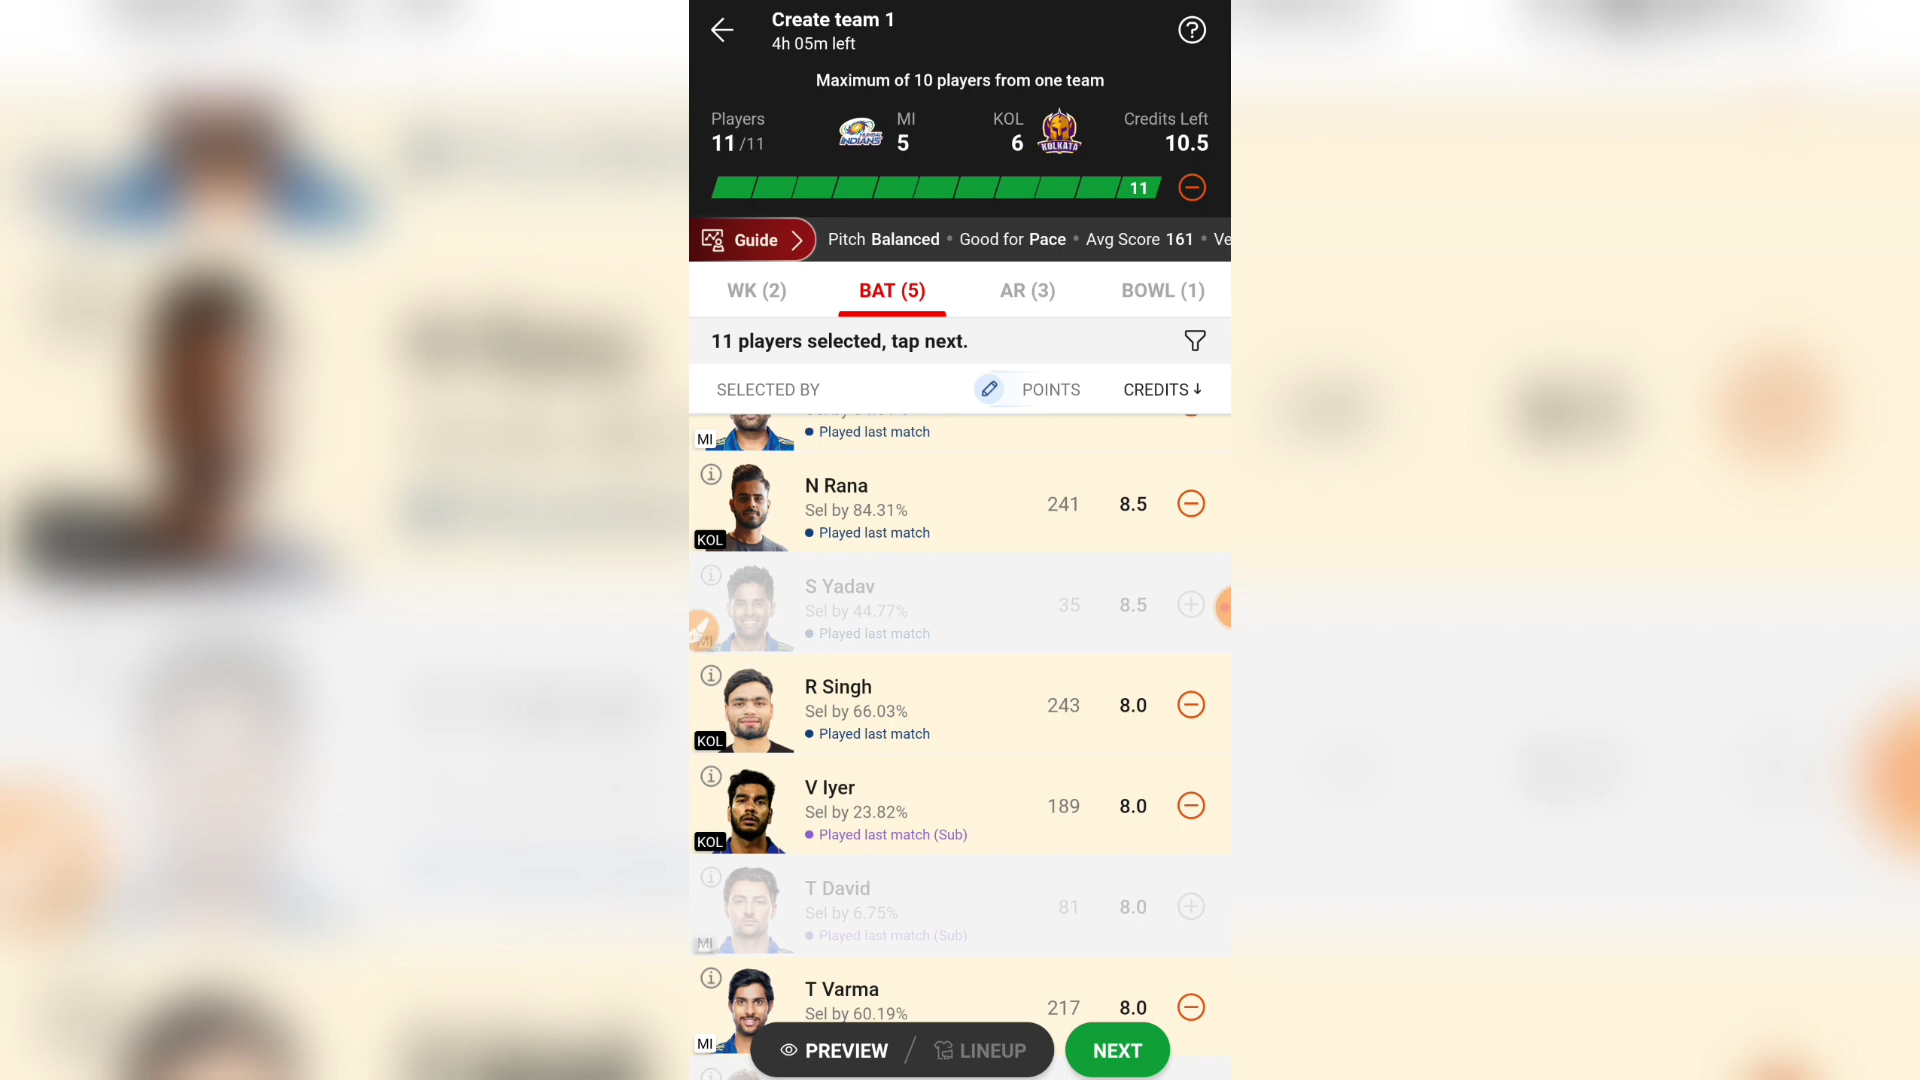 Create team 1
4h 05m left
Maximum of 10 players from one team
Players MI KOL Credits Left
11/11 5 6 10.5
MUMBAI INDIANS
KOLKATA
11
Guide Pitch Balanced • Good for Pace • Avg Score 161 • Ve
WK (2) BAT (5) AR (3) BOWL (1)
11 players selected, tap next.
SELECTED BY POINTS CREDITS↓
Played last match
MI
N Rana
Sel by 84.31% 241 8.5
Played last match
KOL
S Yadav
Sel by 44.77% 35 8.5
Played last match
MI
R Singh
Sel by 66.03% 243 8.0
Played last match
KOL
V Iyer
Sel by 23.82% 189 8.0
Played last match (Sub)
KOL
T David
Sel by 6.75% 81 8.0
Played last match (Sub)
MI
T Varma
Sel by 60.19% 217 8.0
MI
PREVIEW / LINEUP NEXT